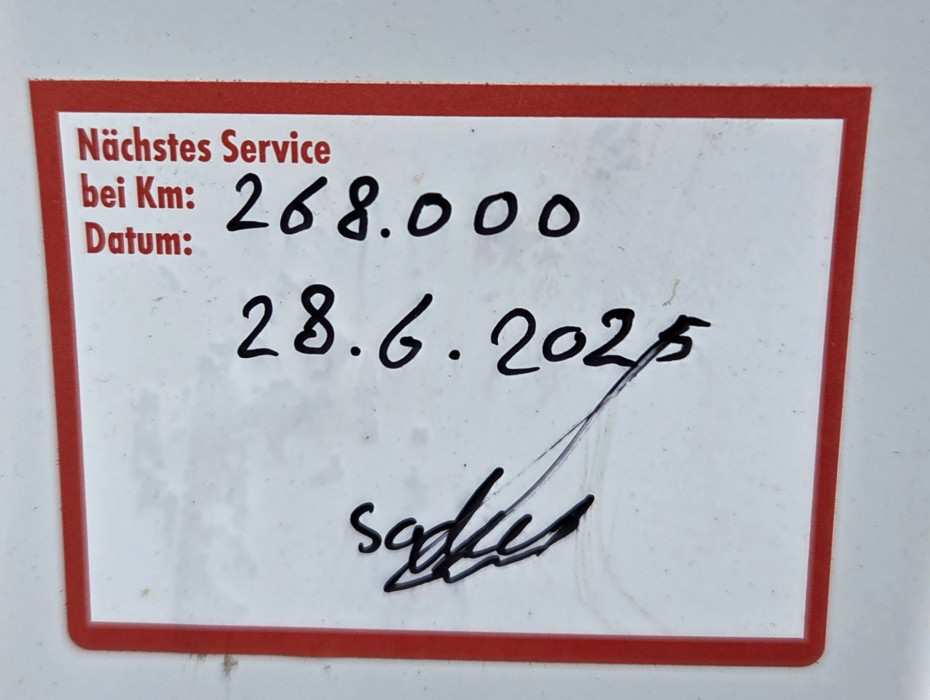 Nächstes Service
bei Km: 268.000
Datum:
28.6.2025